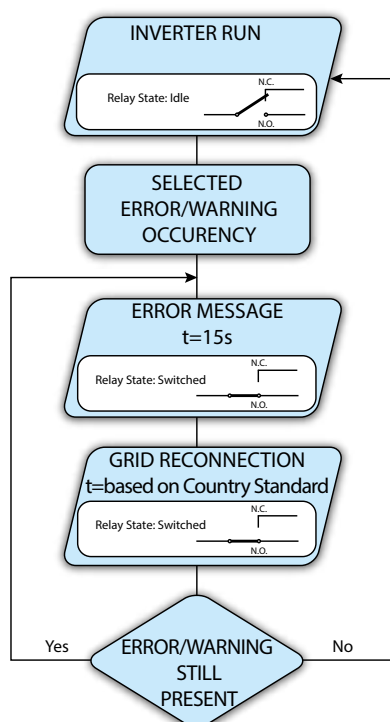 INVERTER RUN
N.C.
Relay State: Idle
N.O.
SELECTED
ERROR/WARNING
OCCURENCY
ERROR MESSAGE
t=15s
N.C.
Relay State: Switched
N.O.
GRID RECONNECTION
t=based on Country Standard
N.C.
Relay State: Switched
N.O.
Yes
ERROR/WARNING
No
STILL
PRESENT